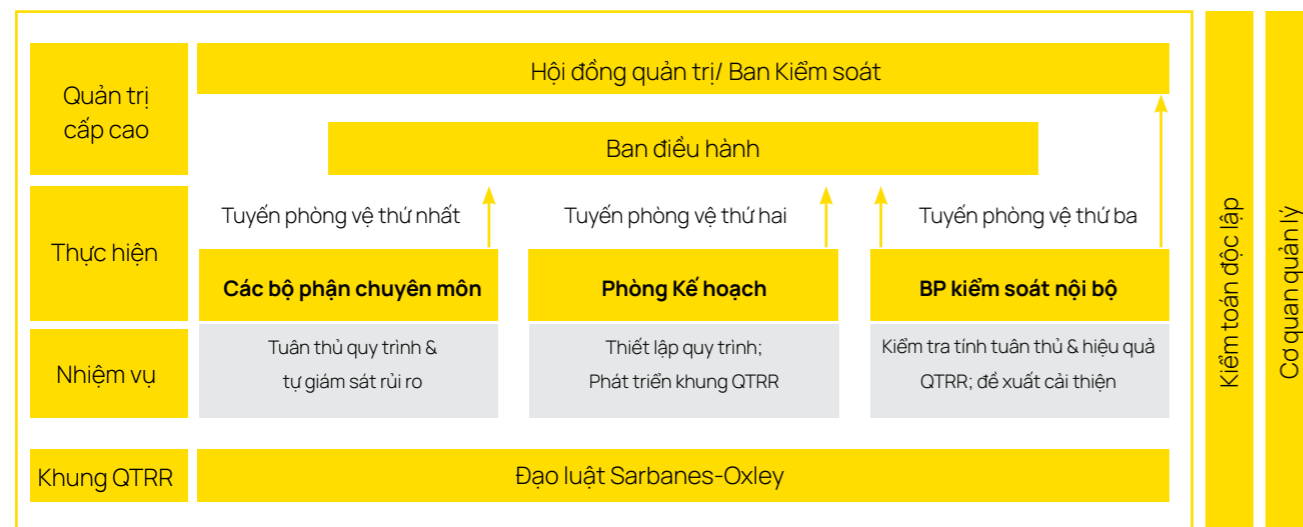 Quản trị
cấp cao
Hội đồng quản trị/ Ban Kiểm soát
Ban điều hành
Thực hiện
Tuyến phòng vệ thứ nhất
Tuyến phòng vệ thứ hai
Tuyến phòng vệ thứ ba
Các bộ phận chuyên môn
Phòng Kế hoạch
BP kiểm soát nội bộ
Nhiệm vụ
Tuân thủ quy trình &
tự giám sát rủi ro
Thiết lập quy trình;
Phát triển khung QTRR
Kiểm tra tính tuân thủ & hiệu quả
QTRR; đề xuất cải thiện
Khung QTRR
Đạo luật Sarbanes-Oxley
Kiểm toán độc lập
Cơ quan quản lý